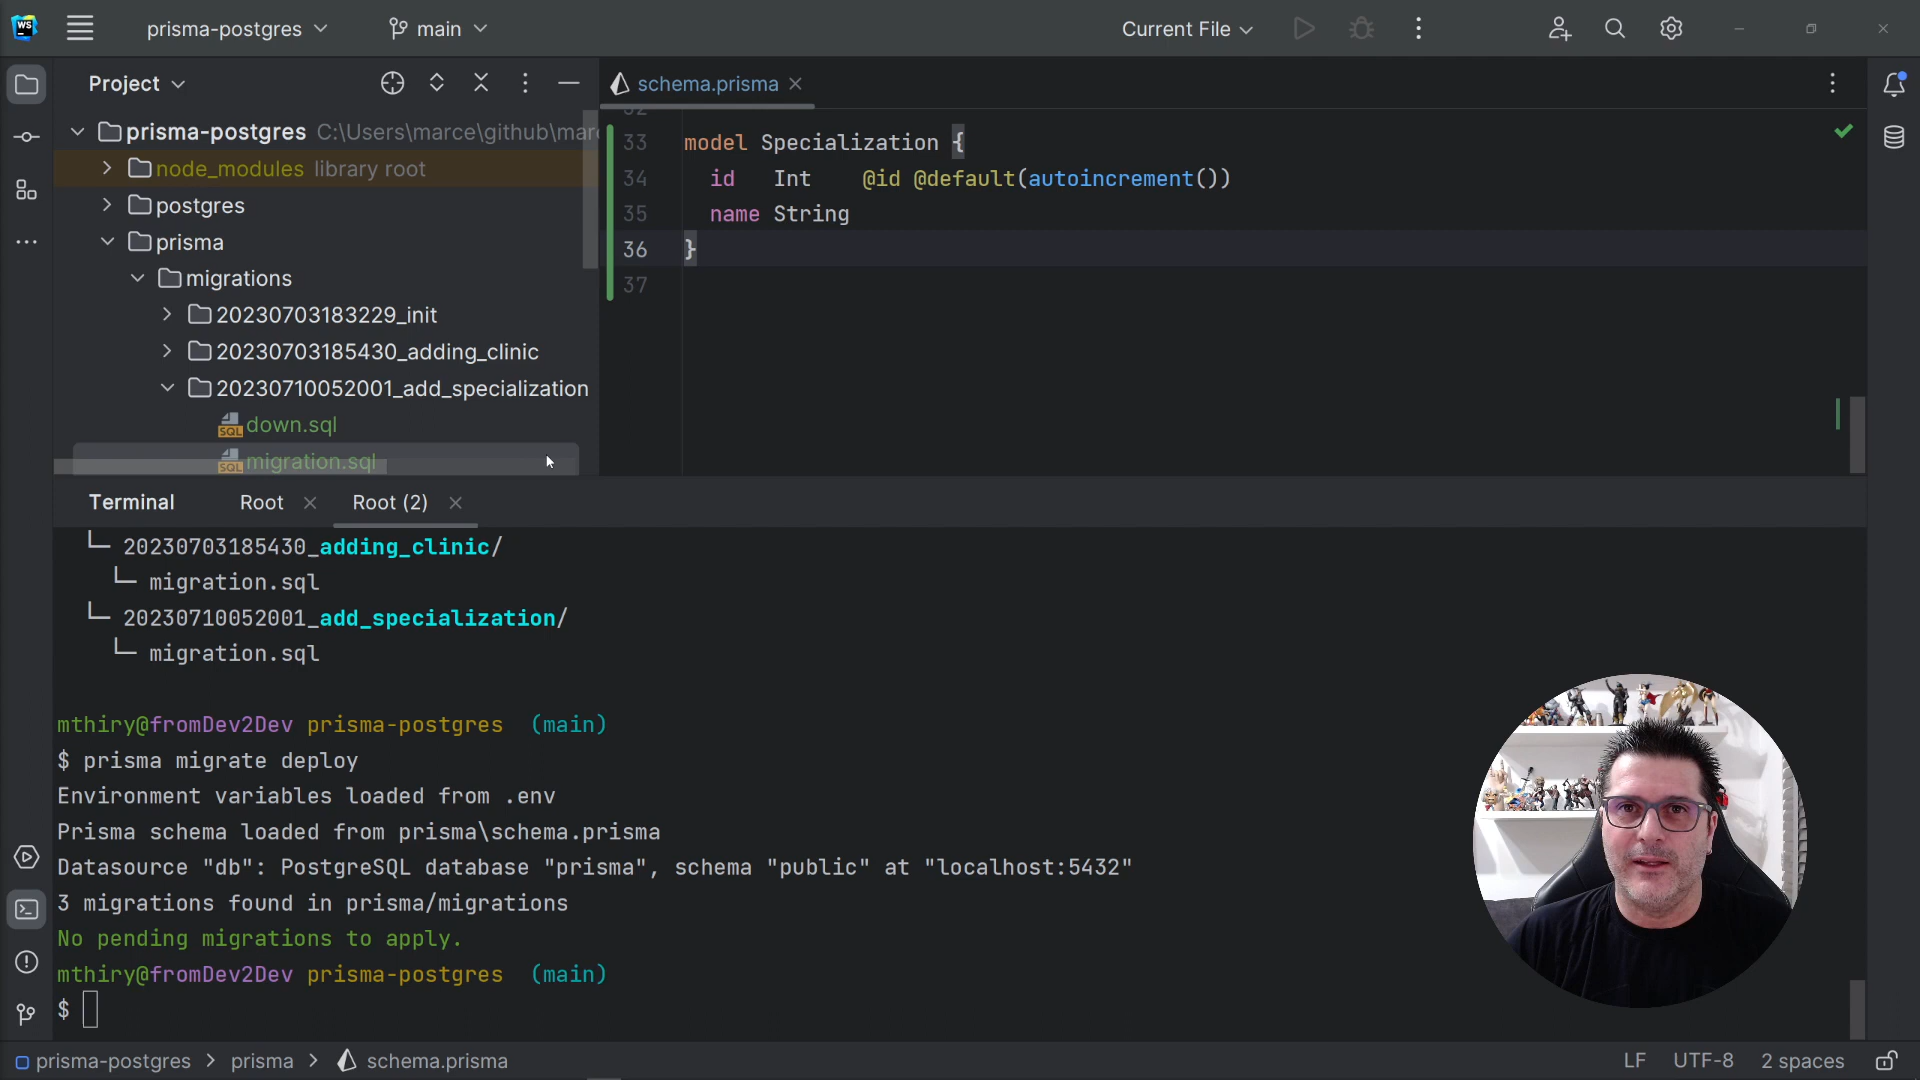 WS
prisma-postgres
main
Current File
Project
schema.prisma
prisma-postgres C:\Users\marce\github\mar
node_modules library root
postgres
prisma
migrations
20230703183229_init
20230703185430_adding_clinic
20230710052001_add_specialization
SQL down.sql
SQL migration.sql
32
33 model Specialization {
34 id Int @id @default(autoincrement())
35 name String
36 }
37
Terminal
Root
Root (2)
└─ 20230703185430_adding_clinic/
└─ migration.sql
└─ 20230710052001_add_specialization/
└─ migration.sql
mthiry@fromDev2Dev prisma-postgres (main)
$ prisma migrate deploy
Environment variables loaded from .env
Prisma schema loaded from prisma\schema.prisma
Datasource "db": PostgreSQL database "prisma", schema "public" at "localhost:5432"
3 migrations found in prisma/migrations
No pending migrations to apply.
mthiry@fromDev2Dev prisma-postgres (main)
$
prisma-postgres > prisma > schema.prisma
LF UTF-8 2 spaces